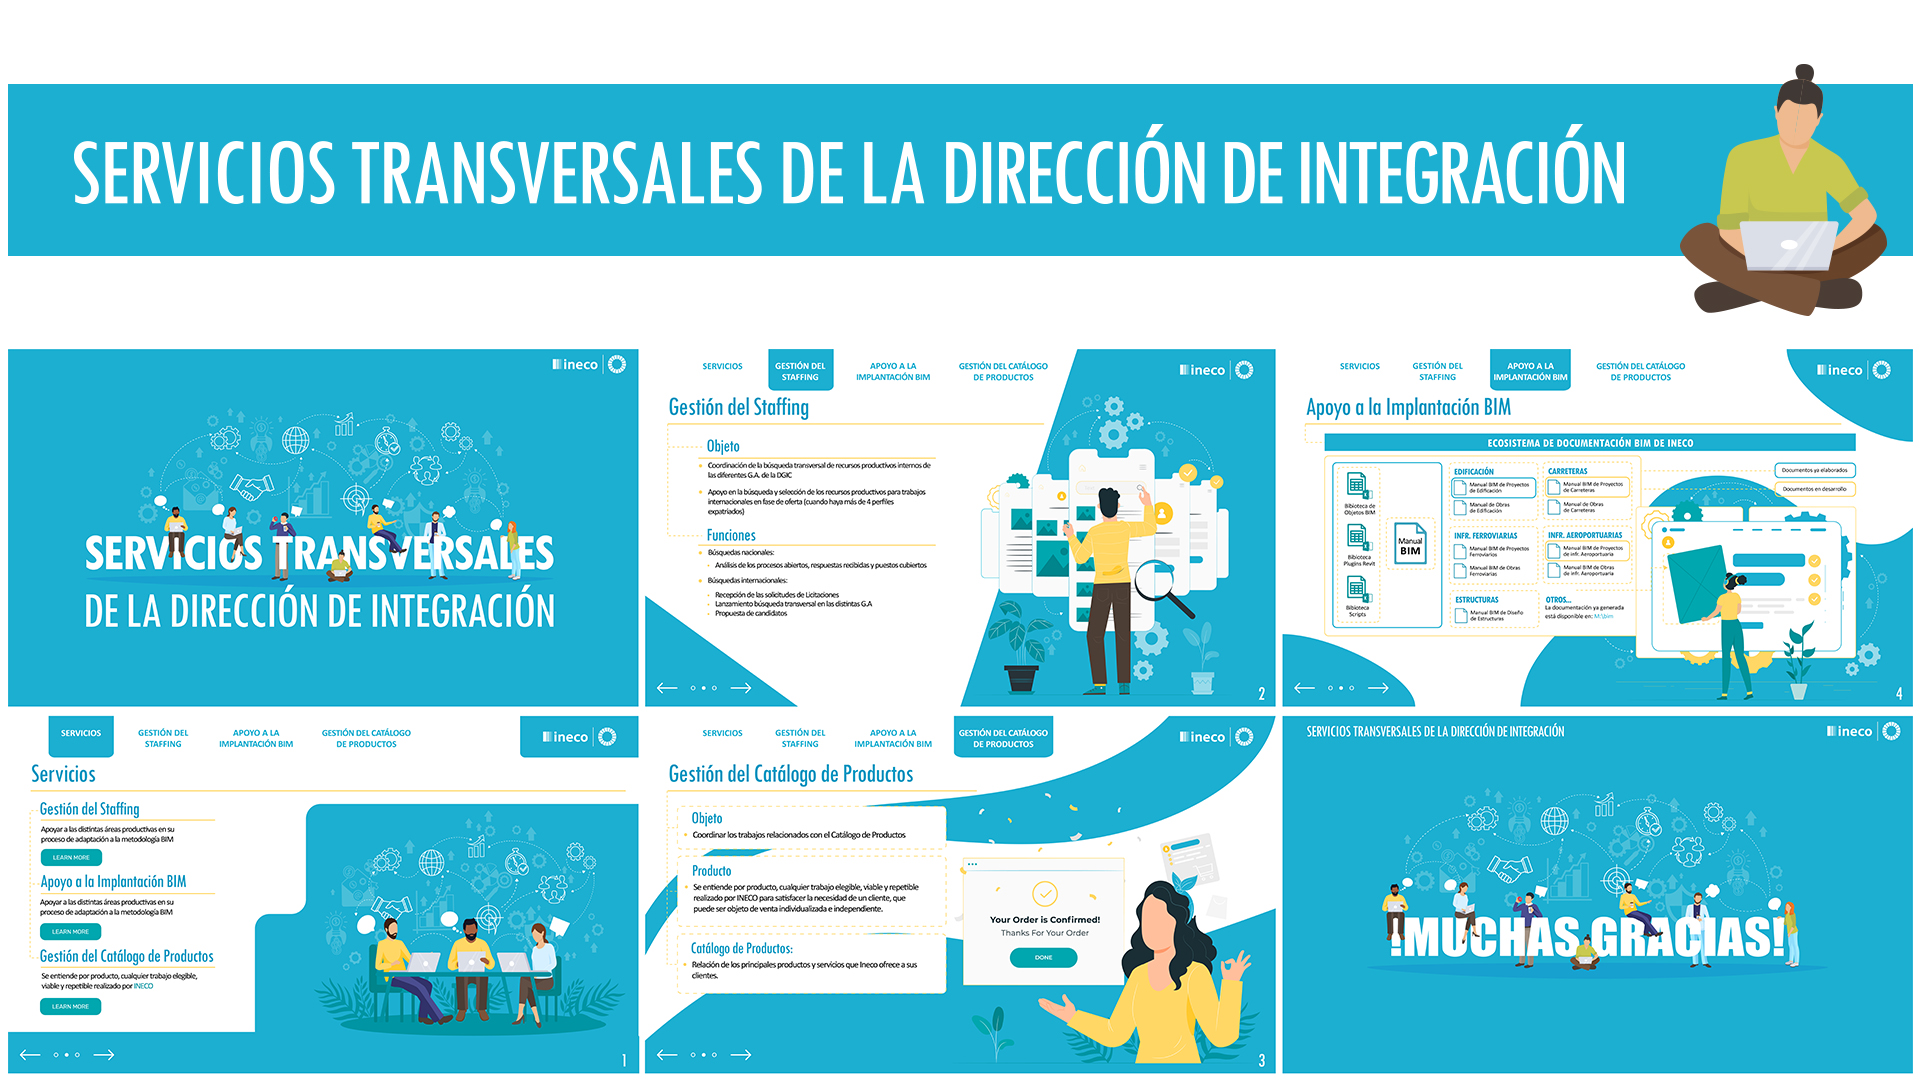 SERVICIOS TRANSVERSALES DE LA DIRECCIÓN DE INTEGRACIÓN
ineco
SERVICIOS TRANSVERSALES
DE LA DIRECCIÓN DE INTEGRACIÓN
SERVICIOS
GESTIÓN DEL
STAFFING
APOYO A LA
IMPLANTACIÓN BIM
GESTIÓN DEL CATÁLOGO
DE PRODUCTOS
ineco
Gestión del Staffing
Objeto
Coordinación de la búsqueda transversal de recursos productivos internos de
las diferentes G.A. de la DGIC
Apoyo en la búsqueda y selección de los recursos productivos para trabajos
internacionales en fase de oferta (cuando haya más de 4 perfiles
expatriados)
Funciones
Búsquedas nacionales:
Análisis de los procesos abiertos, respuestas recibidas y puestos cubiertos
Búsquedas internacionales:
Recepción de las solicitudes de Licitaciones
Lanzamiento búsqueda transversal en las distintas G.A
Propuesta de candidatos
2
SERVICIOS
GESTIÓN DEL
STAFFING
APOYO A LA
IMPLANTACIÓN BIM
GESTIÓN DEL CATÁLOGO
DE PRODUCTOS
ineco
Apoyo a la Implantación BIM
ECOSISTEMA DE DOCUMENTACIÓN BIM DE INECO
Bibioteca de
Objetos BIM
Bibioteca
Plugins Revit
Bibioteca
Scripts
Manual
BIM
EDIFICACIÓN
Manual BIM de Proyectos
de Edificación
Manual de Obras
de Edificación
CARRETERAS
Manual BIM de Proyectos
de Carreteras
Manual de Obras
de Carreteras
INFR. FERROVIARIAS
Manual BIM de Proyectos
Ferroviarios
Manual BIM de Obras
Ferroviarias
INFR. AEROPORTUARIAS
Manual BIM de Proyectos
de infr. Aeroportuaria
Manual BIM de Obras
de infr. Aeroportuaria
ESTRUCTURAS
Manual BIM de Diseño
de Estructuras
OTROS...
La documentación ya generada
está disponible en: M:\bim
Documentos ya elaborados
Documentos en desarrollo
4
SERVICIOS
GESTIÓN DEL
STAFFING
APOYO A LA
IMPLANTACIÓN BIM
GESTIÓN DEL CATÁLOGO
DE PRODUCTOS
ineco
Servicios
Gestión del Staffing
Apoyar a las distintas áreas productivas en su
proceso de adaptación a la metodología BIM
LEARN MORE
Apoyo a la Implantación BIM
Apoyar a las distintas áreas productivas en su
proceso de adaptación a la metodología BIM
LEARN MORE
Gestión del Catálogo de Productos
Se entiende por producto, cualquier trabajo elegible,
viable y repetible realizado por INECO
LEARN MORE
1
SERVICIOS
GESTIÓN DEL
STAFFING
APOYO A LA
IMPLANTACIÓN BIM
GESTIÓN DEL CATÁLOGO
DE PRODUCTOS
ineco
Gestión del Catálogo de Productos
Objeto
Coordinar los trabajos relacionados con el Catálogo de Productos
Producto
Se entiende por producto, cualquier trabajo elegible, viable y repetible
realizado por INECO para satisfacer la necesidad de un cliente, que
puede ser objeto de venta individualizada e independiente.
Catálogo de Productos:
Relación de los principales productos y servicios que Ineco ofrece a sus
clientes.
Your Order is Confirmed!
Thanks For Your Order
DONE
3
SERVICIOS TRANSVERSALES DE LA DIRECCIÓN DE INTEGRACIÓN
ineco
¡MUCHAS GRACIAS!